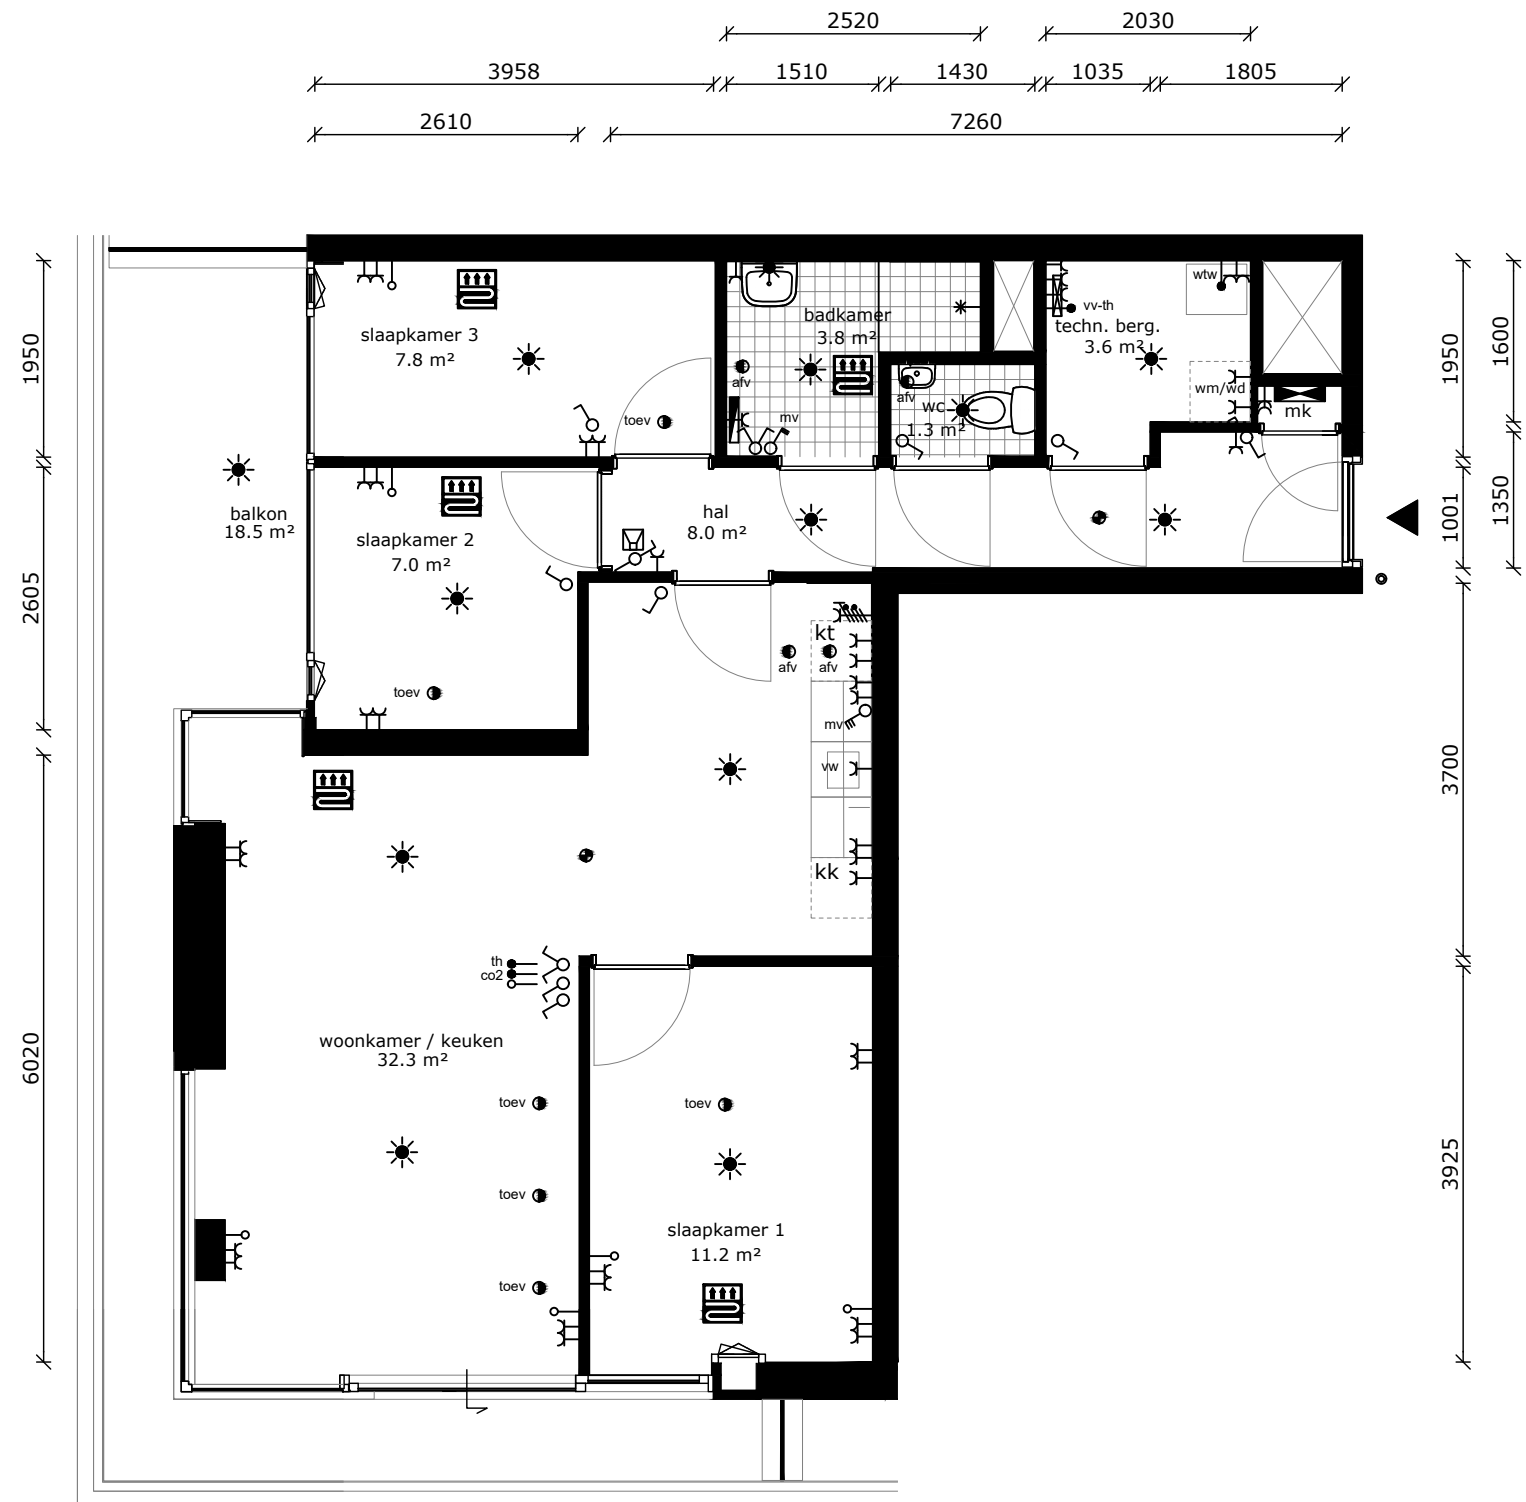 2520
2030
3958
1510
1430
1035
1805
2610
7260
1950
2605
6020
1950
1600
1001
1350
3700
3925
slaapkamer 3
7.8 m²
toev
badkamer
3.8 m²
afv
mv
afv
wc
1.3 m²
vv-th
techn. berg.
3.6 m²
wtw
wm/wd
mk
balkon
18.5 m²
slaapkamer 2
7.0 m²
toev
hal
8.0 m²
kt
afv
afv
mv
vw
kk
th
co2
woonkamer / keuken
32.3 m²
toev
toev
toev
toev
slaapkamer 1
11.2 m²